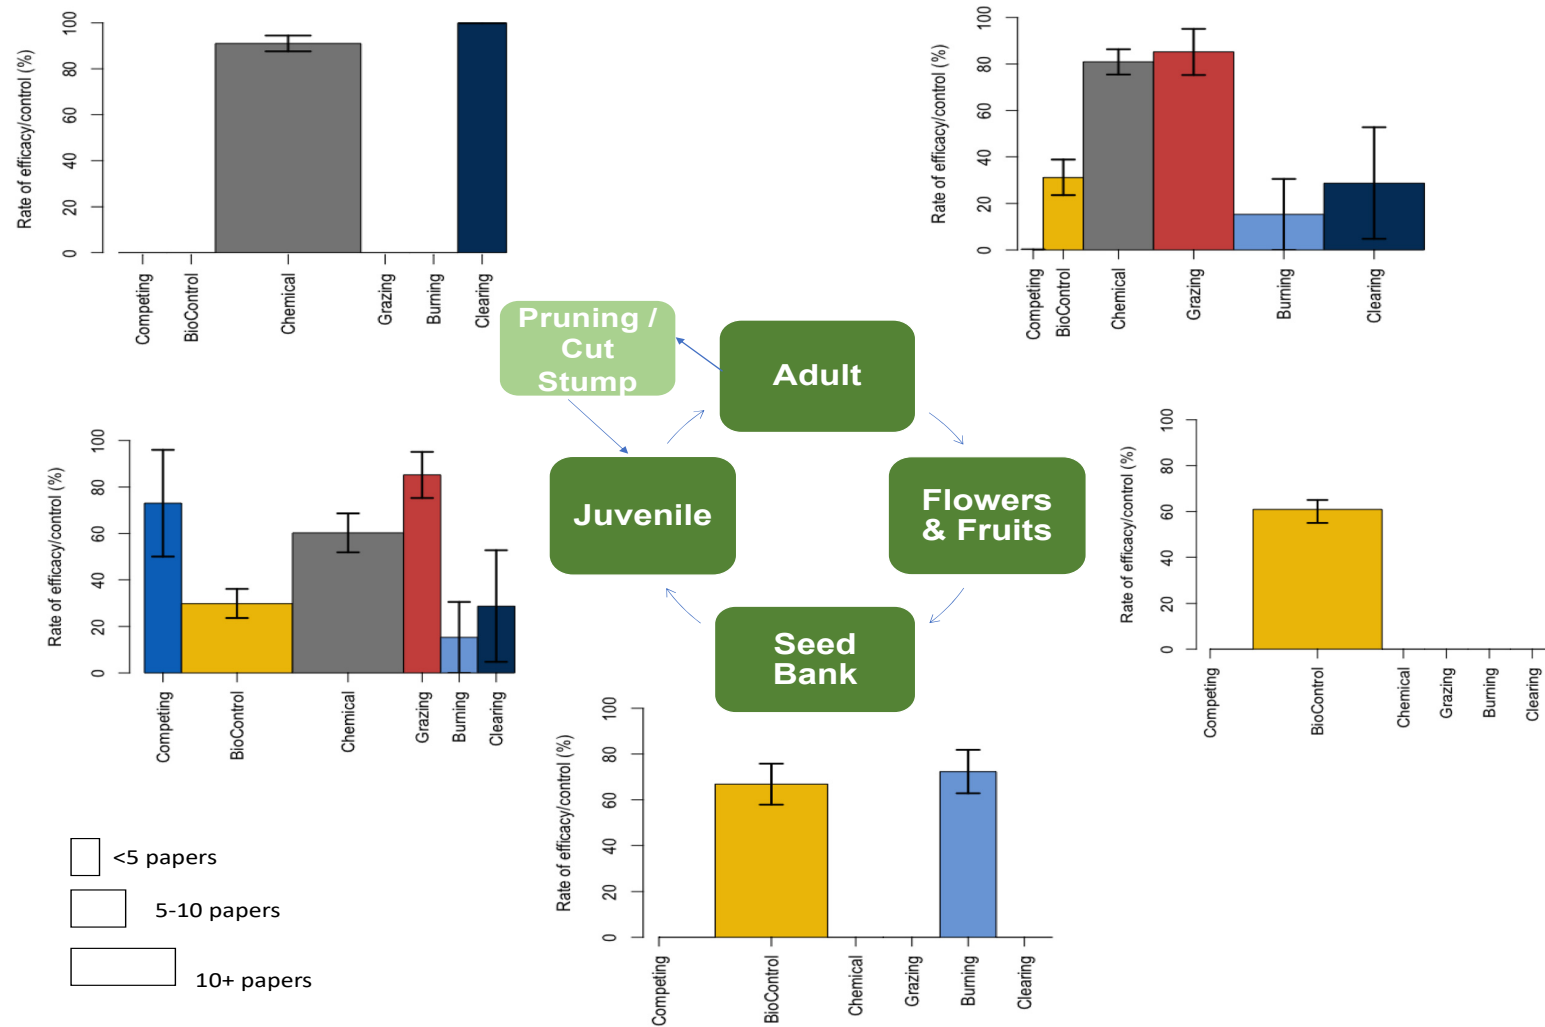 Rate of efficacy/control (%)
0
20
40
60
80
100
Competing
BioControl
Chemical
Grazing
Burning
Clearing
Rate of efficacy/control (%)
0
20
40
60
80
100
Competing
BioControl
Chemical
Grazing
Burning
Clearing
Pruning /
Cut
Stump
Adult
Rate of efficacy/control (%)
0
20
40
60
80
100
Competing
BioControl
Chemical
Grazing
Burning
Clearing
Juvenile
Flowers
& Fruits
Rate of efficacy/control (%)
0
20
40
60
80
100
Competing
BioControl
Chemical
Grazing
Burning
Clearing
Seed
Bank
Rate of efficacy/control (%)
0
20
40
60
80
100
Competing
BioControl
Chemical
Grazing
Burning
Clearing
<5 papers
5-10 papers
10+ papers